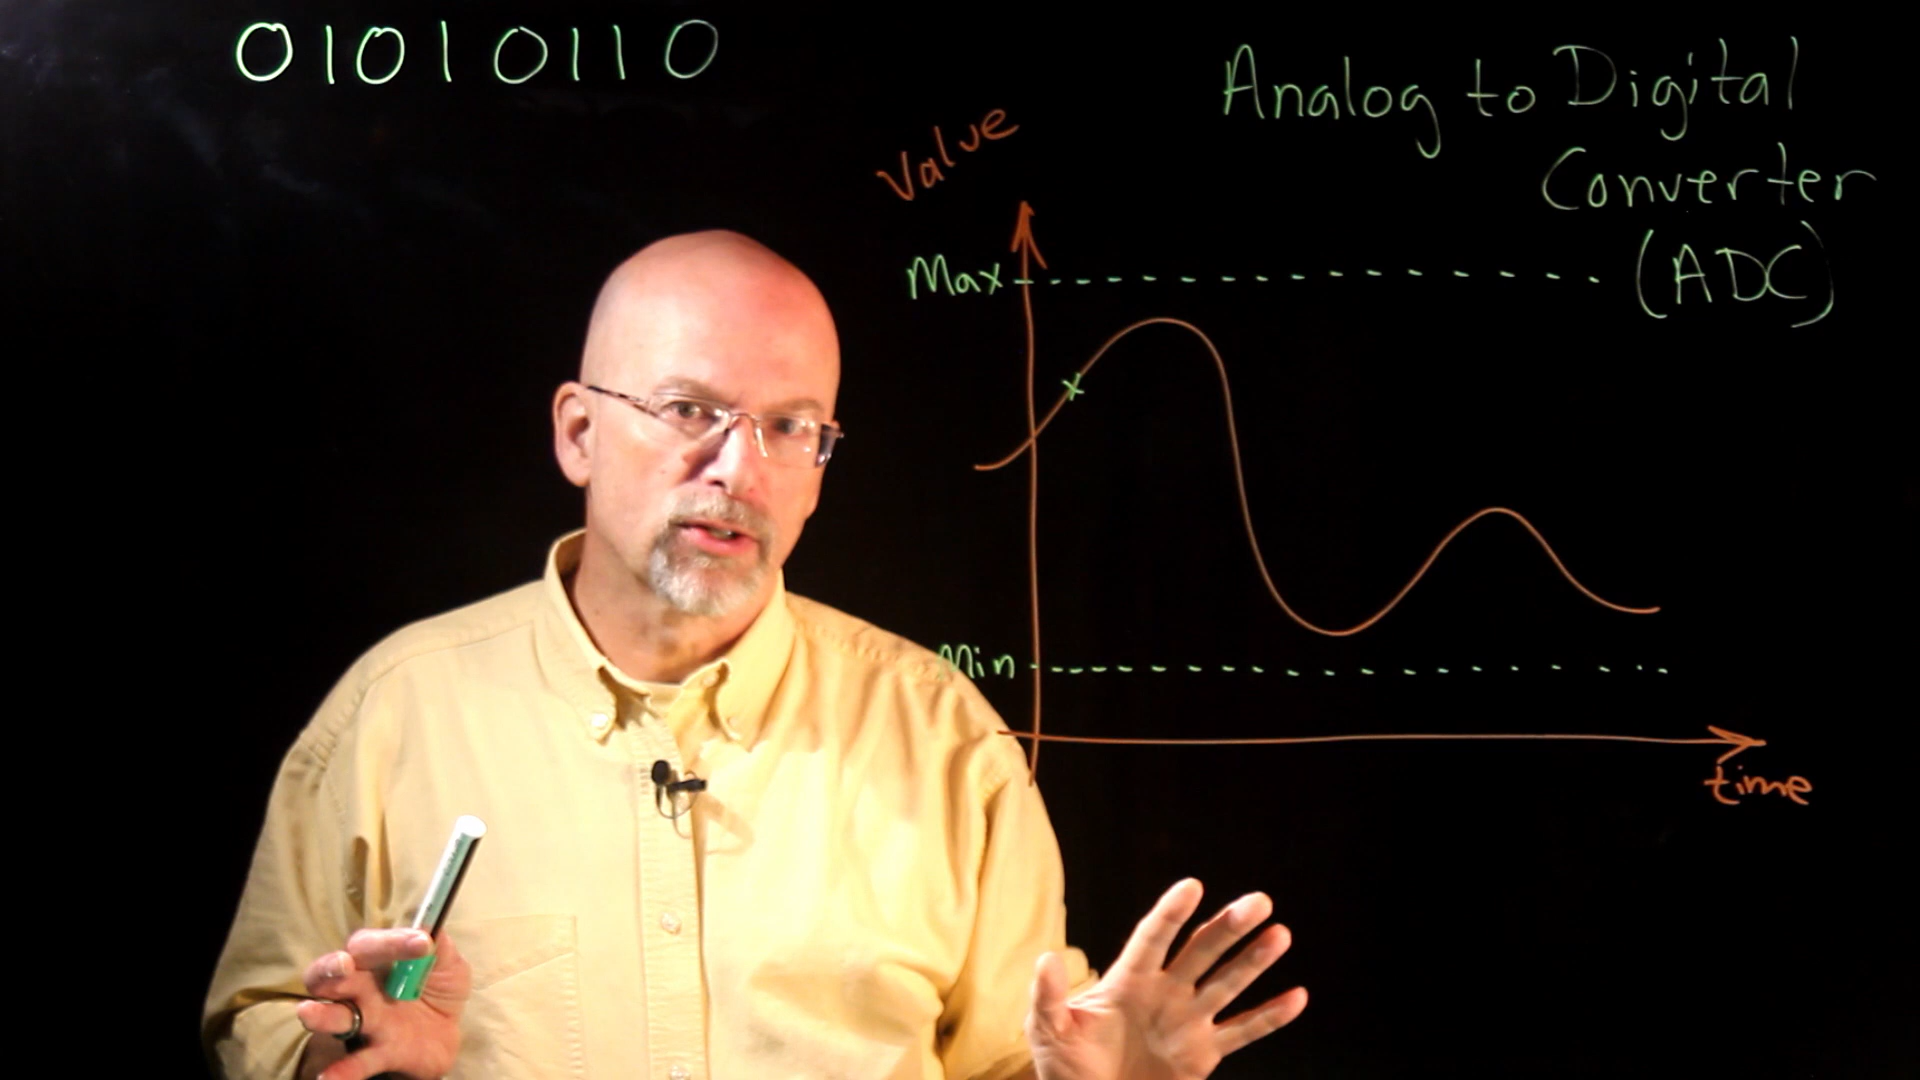 01010110
Analog to Digital
Converter
(ADC)
Value
Max
Min
time